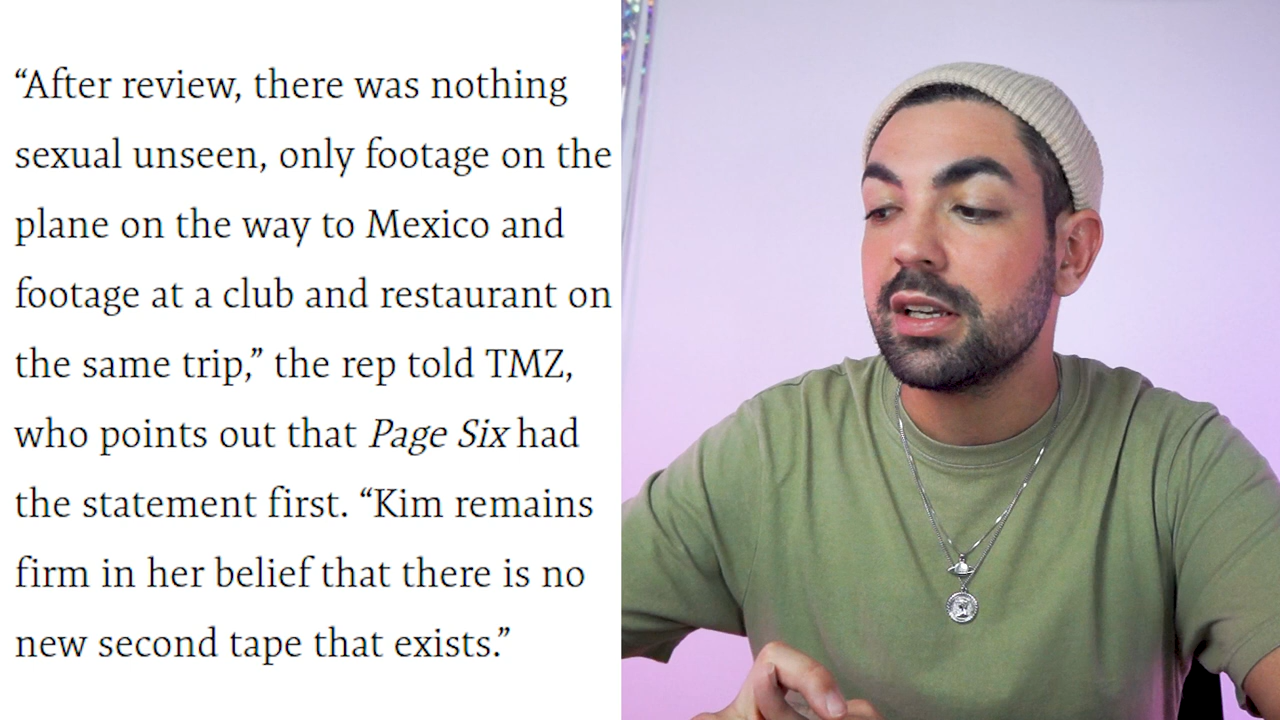 “After review, there was nothing
sexual unseen, only footage on the
plane on the way to Mexico and
footage at a club and restaurant on
the same trip,” the rep told TMZ,
who points out that Page Six had
the statement first. “Kim remains
firm in her belief that there is no
new second tape that exists.”